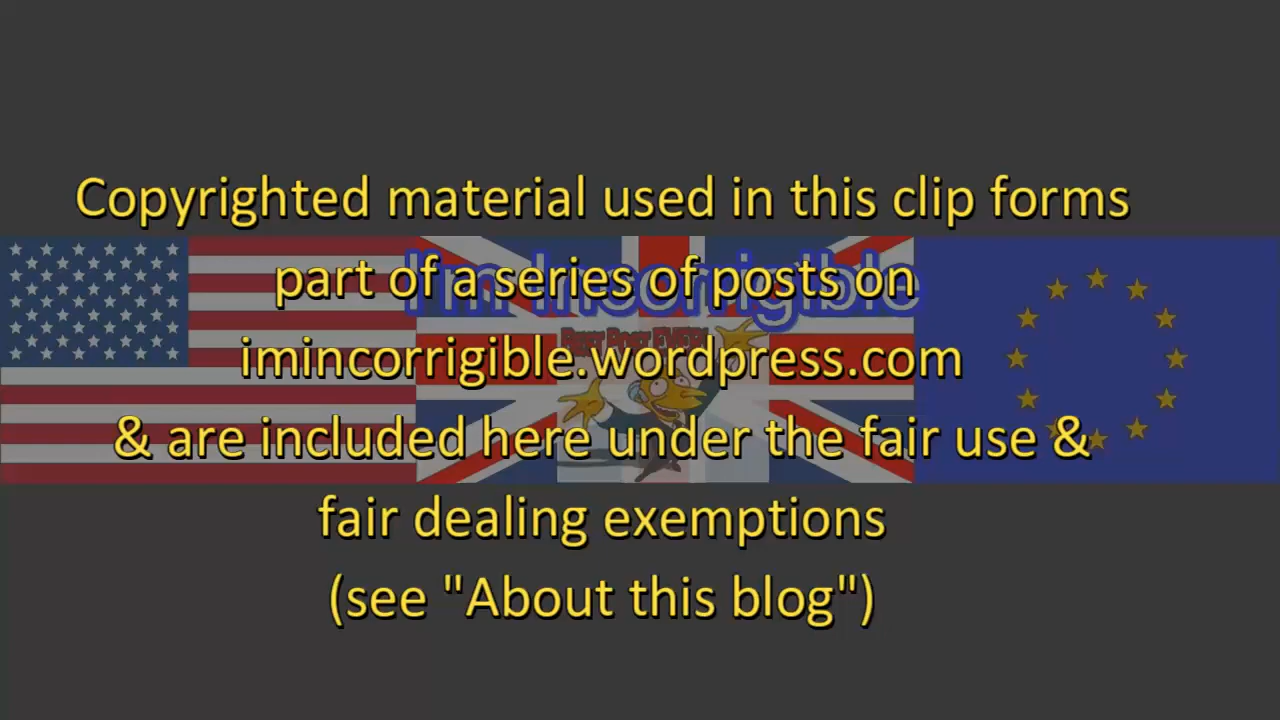 Copyrighted material used in this clip forms
part of a series of posts on
I'm Incorrigible
imincorrigible.wordpress.com
& are included here under the fair use &
fair dealing exemptions
(see "About this blog")